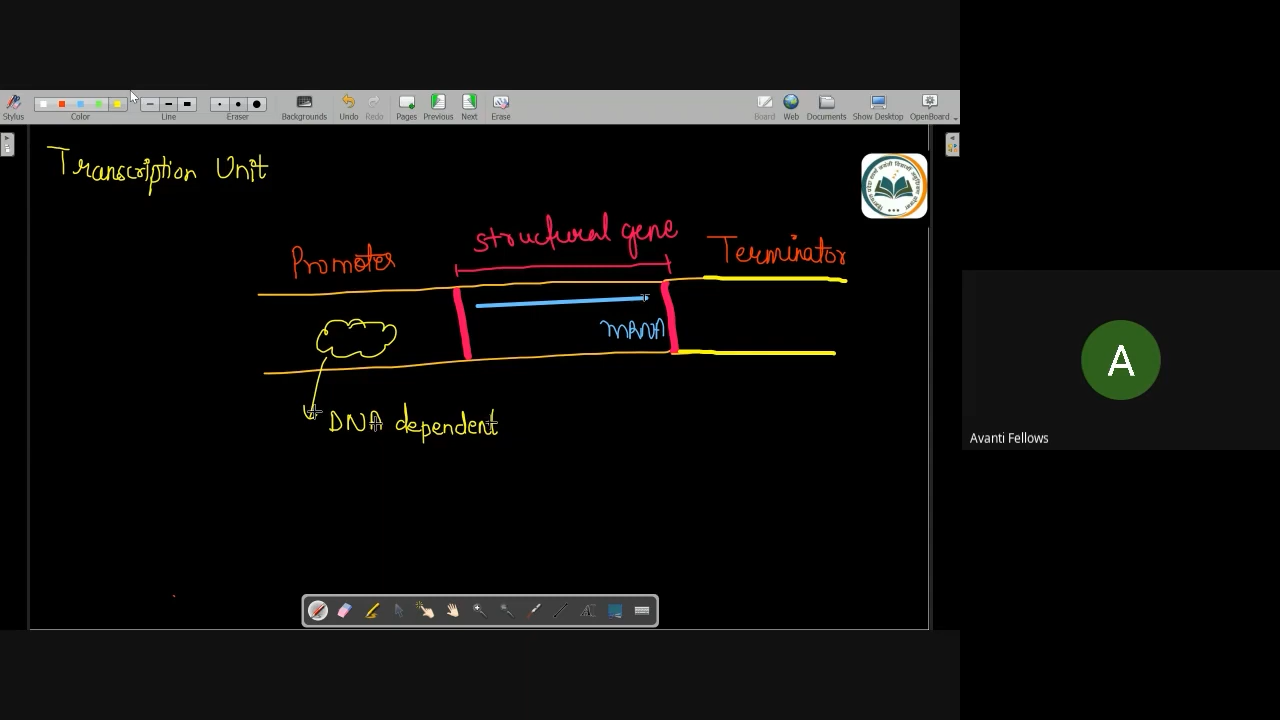 Stylus
Color
Line
Eraser
Backgrounds
Undo
Redo
Pages
Previous
Next
Erase
Board
Web
Documents
Show Desktop
OpenBoard
Transcription Unit
structural gene
Promoter
Terminator
mRNA
DNA dependent
A
Avanti Fellows